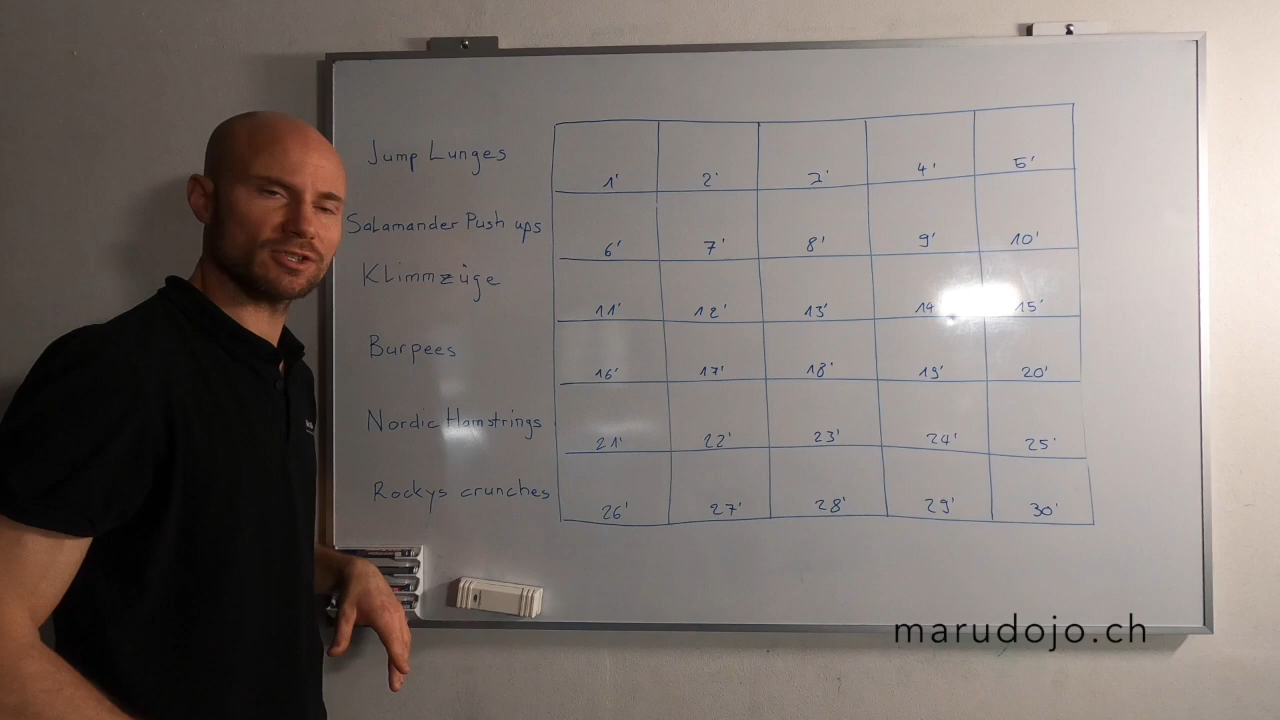 Jump Lunges 1' 2' 3' 4' 5'
Salamander Push ups 6' 7' 8' 9' 10'
Klimmzüge 11' 12' 13' 14' 15'
Burpees 16' 17' 18' 19' 20'
Nordic Hamstrings 21' 22' 23' 24' 25'
Rockys crunches 26' 27' 28' 29' 30'
marudojo.ch